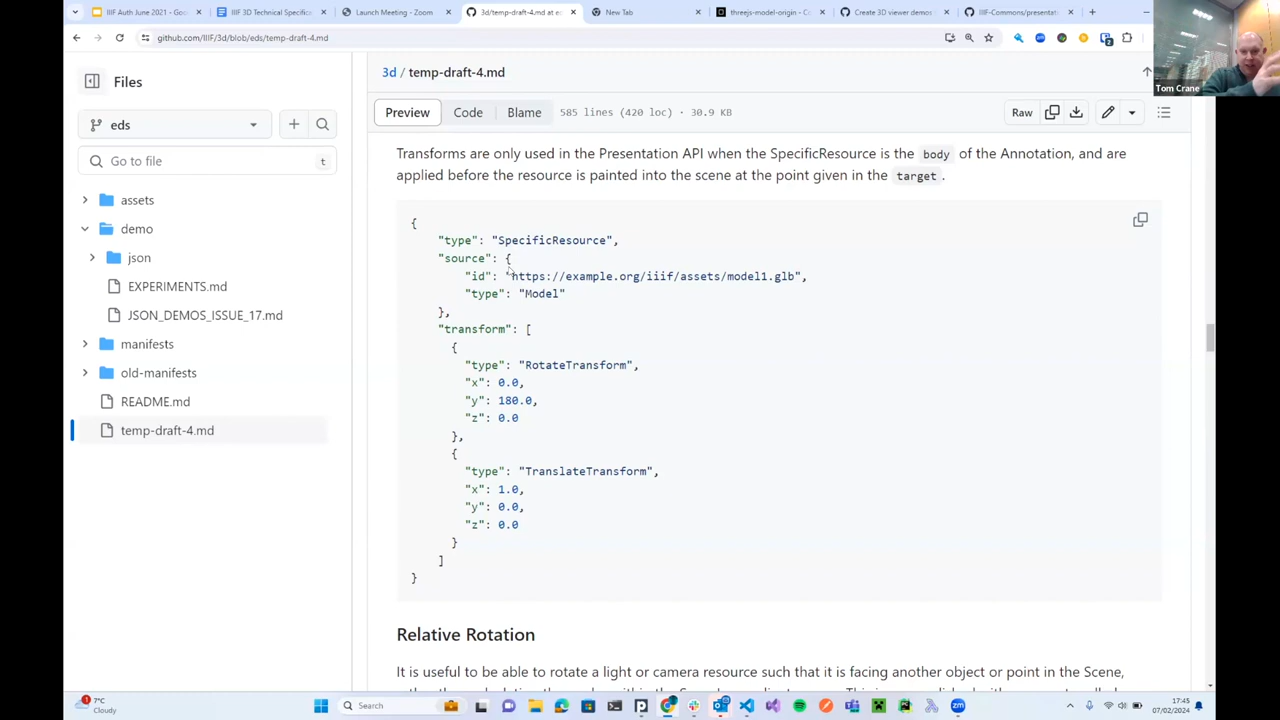 IIIF Auth June 2021 - Goo
IIIF 3D Technical Specific
Launch Meeting - Zoom
3d/temp-draft-4.md at e
New Tab
threejs-model-origin - C
Create 3D viewer demos
IIIF-Commons/presentat
github.com/IIIF/3d/blob/eds/temp-draft-4.md
Tom Crane
Files
3d / temp-draft-4.md
eds
Preview
Code
Blame
585 lines (420 loc) · 30.9 KB
Raw
Go to file
t
assets
demo
json
EXPERIMENTS.md
JSON_DEMOS_ISSUE_17.md
manifests
old-manifests
README.md
temp-draft-4.md
Transforms are only used in the Presentation API when the SpecificResource is the body of the Annotation, and are
applied before the resource is painted into the scene at the point given in the target .
{
"type": "SpecificResource",
"source": {
"id": "https://example.org/iiif/assets/model1.glb",
"type": "Model"
},
"transform": [
{
"type": "RotateTransform",
"x": 0.0,
"y": 180.0,
"z": 0.0
},
{
"type": "TranslateTransform",
"x": 1.0,
"y": 0.0,
"z": 0.0
}
]
}
Relative Rotation
It is useful to be able to rotate a light or camera resource such that it is facing another object or point in the Scene,
1
7°C
Cloudy
Search
17:45
07/02/2024